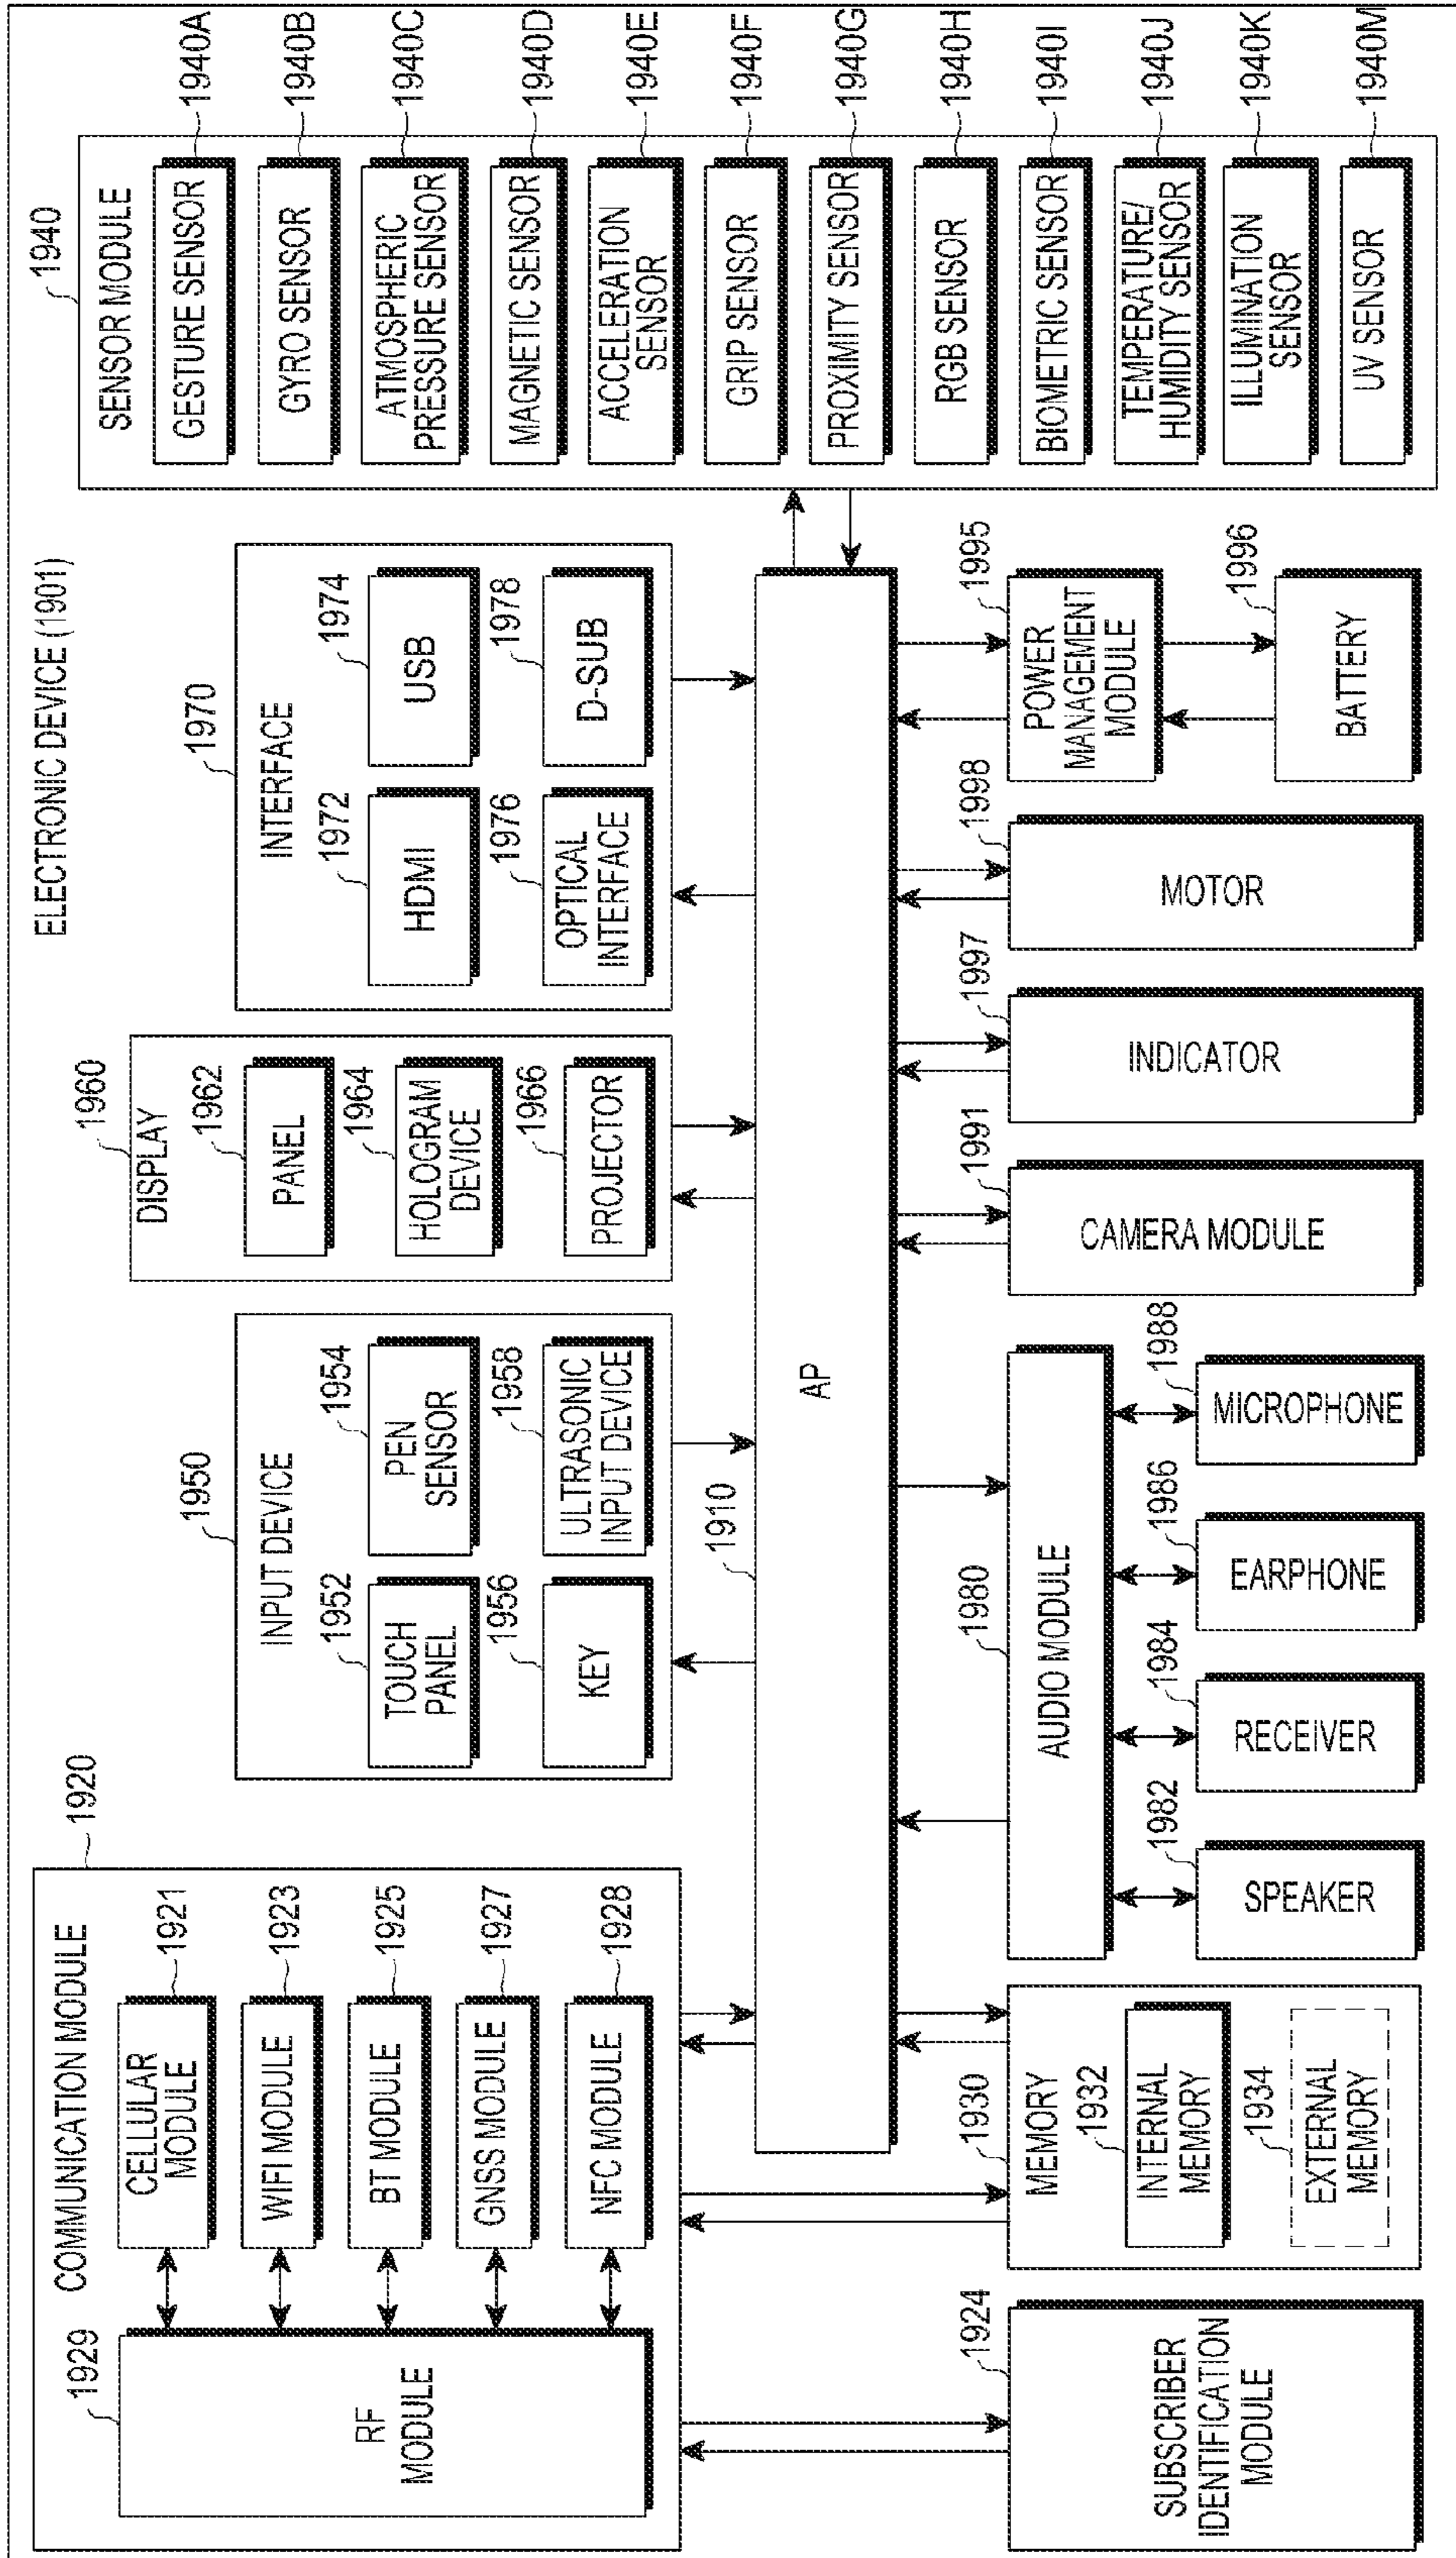 ELECTRONIC DEVICE (1901)
COMMUNICATION MODULE
1920
1929
RF
MODULE
CELLULAR
MODULE
1921
WIFI MODULE
1923
BT MODULE
1925
GNSS MODULE
1927
NFC MODULE
1928
INPUT DEVICE
1950
TOUCH
PANEL
1952
PEN
SENSOR
1954
KEY
1956
ULTRASONIC
INPUT DEVICE
1958
DISPLAY
1960
PANEL
1962
HOLOGRAM
DEVICE
1964
PROJECTOR
1966
INTERFACE
1970
HDMI
1972
USB
1974
OPTICAL
INTERFACE
1976
D-SUB
1978
SENSOR MODULE
1940
GESTURE SENSOR
1940A
GYRO SENSOR
1940B
ATMOSPHERIC
PRESSURE SENSOR
1940C
MAGNETIC SENSOR
1940D
ACCELERATION
SENSOR
1940E
GRIP SENSOR
1940F
PROXIMITY SENSOR
1940G
RGB SENSOR
1940H
BIOMETRIC SENSOR
1940I
TEMPERATURE/
HUMIDITY SENSOR
1940J
ILLUMINATION
SENSOR
1940K
UV SENSOR
1940M
AP
1910
SUBSCRIBER
IDENTIFICATION
MODULE
1924
MEMORY
1930
INTERNAL
MEMORY
1932
EXTERNAL
MEMORY
1934
AUDIO MODULE
1980
SPEAKER
1982
RECEIVER
1984
EARPHONE
1986
MICROPHONE
1988
CAMERA MODULE
1991
INDICATOR
1997
MOTOR
1998
POWER
MANAGEMENT
MODULE
1995
BATTERY
1996